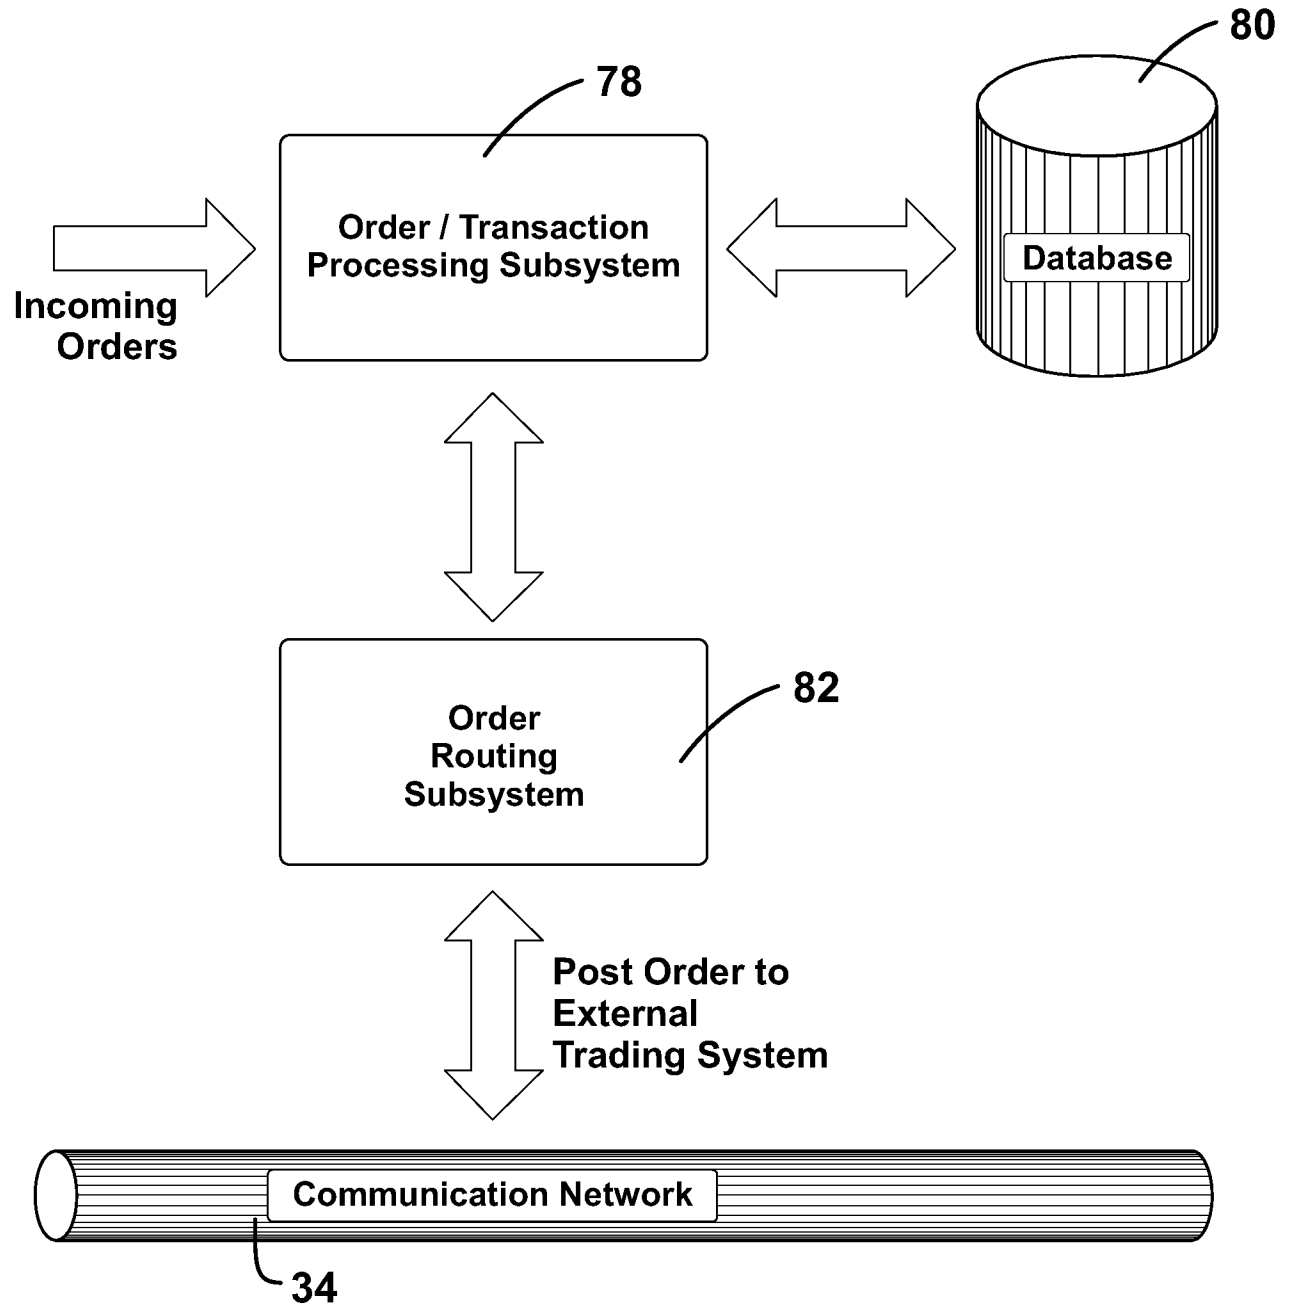 80
78
Order / Transaction
Processing Subsystem
Database
Incoming
Orders
82
Order
Routing
Subsystem
Post Order to
External
Trading System
Communication Network
34